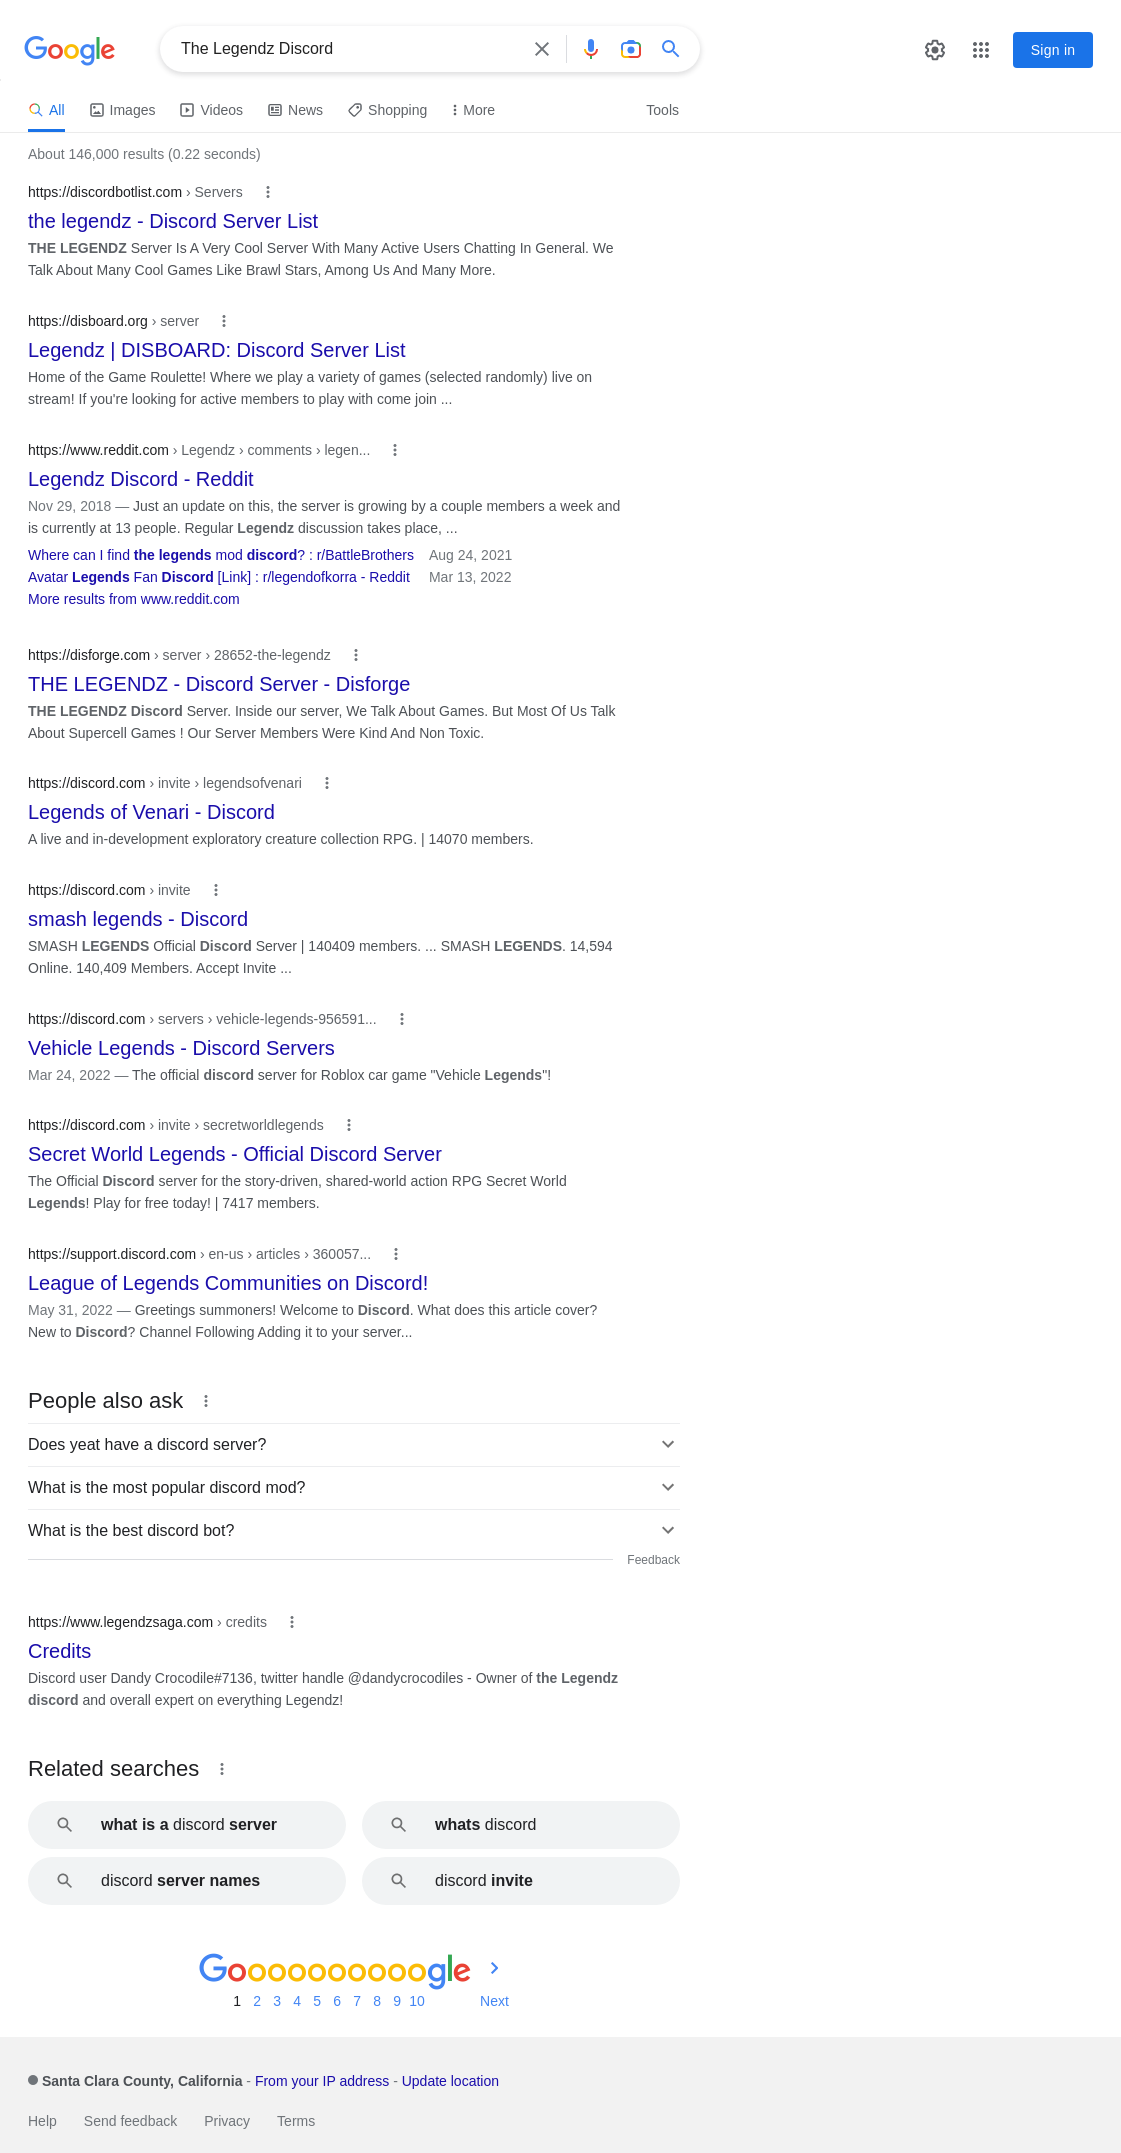 Google
The Legendz Discord
Sign in
All Images Videos News Shopping More Tools
About 146,000 results (0.22 seconds)
https://discordbotlist.com › Servers
the legendz - Discord Server List
THE LEGENDZ Server Is A Very Cool Server With Many Active Users Chatting In General. We
Talk About Many Cool Games Like Brawl Stars, Among Us And Many More.
https://disboard.org › server
Legendz | DISBOARD: Discord Server List
Home of the Game Roulette! Where we play a variety of games (selected randomly) live on
stream! If you're looking for active members to play with come join ...
https://www.reddit.com › Legendz › comments › legen...
Legendz Discord - Reddit
Nov 29, 2018 — Just an update on this, the server is growing by a couple members a week and
is currently at 13 people. Regular Legendz discussion takes place, ...
Where can I find the legends mod discord? : r/BattleBrothers Aug 24, 2021
Avatar Legends Fan Discord [Link] : r/legendofkorra - Reddit Mar 13, 2022
More results from www.reddit.com
https://disforge.com › server › 28652-the-legendz
THE LEGENDZ - Discord Server - Disforge
THE LEGENDZ Discord Server. Inside our server, We Talk About Games. But Most Of Us Talk
About Supercell Games ! Our Server Members Were Kind And Non Toxic.
https://discord.com › invite › legendsofvenari
Legends of Venari - Discord
A live and in-development exploratory creature collection RPG. | 14070 members.
https://discord.com › invite
smash legends - Discord
SMASH LEGENDS Official Discord Server | 140409 members. ... SMASH LEGENDS. 14,594
Online. 140,409 Members. Accept Invite ...
https://discord.com › servers › vehicle-legends-956591...
Vehicle Legends - Discord Servers
Mar 24, 2022 — The official discord server for Roblox car game "Vehicle Legends"!
https://discord.com › invite › secretworldlegends
Secret World Legends - Official Discord Server
The Official Discord server for the story-driven, shared-world action RPG Secret World
Legends! Play for free today! | 7417 members.
https://support.discord.com › en-us › articles › 360057...
League of Legends Communities on Discord!
May 31, 2022 — Greetings summoners! Welcome to Discord. What does this article cover?
New to Discord? Channel Following Adding it to your server...
People also ask
Does yeat have a discord server?
What is the most popular discord mod?
What is the best discord bot?
Feedback
https://www.legendzsaga.com › credits
Credits
Discord user Dandy Crocodile#7136, twitter handle @dandycrocodiles - Owner of the Legendz
discord and overall expert on everything Legendz!
Related searches
what is a discord server
whats discord
discord server names
discord invite
Goooooooooogle
1 2 3 4 5 6 7 8 9 10 Next
Santa Clara County, California - From your IP address - Update location
Help Send feedback Privacy Terms